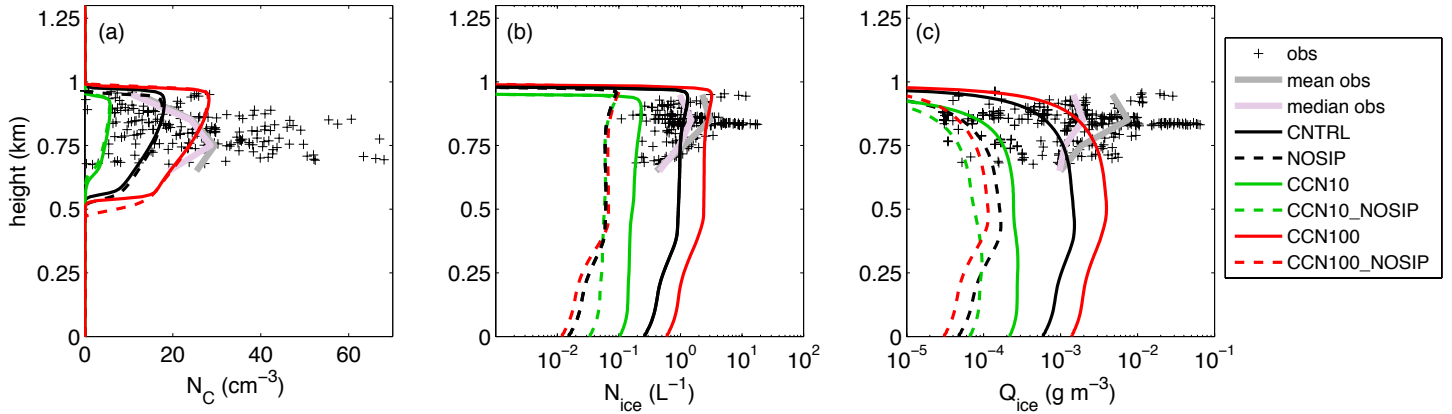 (a)
1.25
1
0.75
0.5
0.25
0
height (km)
0 20 40 60
N_C (cm^−3)
(b)
1.25
1
0.75
0.5
0.25
0
10^−2 10^−1 10^0 10^1 10^2
N_ice (L^−1)
(c)
1.25
1
0.75
0.5
0.25
0
10^−5 10^−4 10^−3 10^−2 10^−1
Q_ice (g m^−3)
obs
mean obs
median obs
CNTRL
NOSIP
CCN10
CCN10_NOSIP
CCN100
CCN100_NOSIP